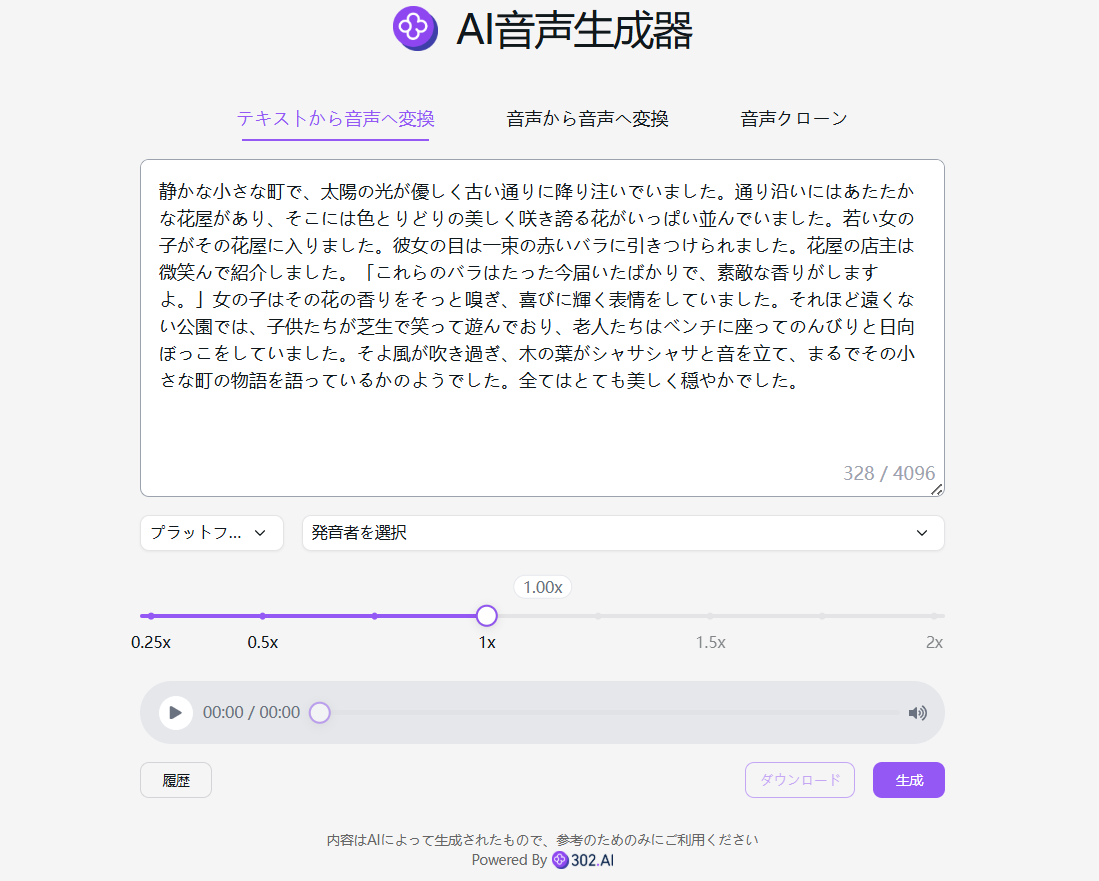 AI音声生成器
テキストから音声へ変換
音声から音声へ変換
音声クローン
静かな小さな町で、太陽の光が優しく古い通りに降り注いでいました。通り沿いにはあたたか
な花屋があり、そこには色とりどりの美しく咲き誇る花がいっぱい並んでいました。若い女の
子がその花屋に入りました。彼女の目は一束の赤いバラに引きつけられました。花屋の店主は
微笑んで紹介しました。「これらのバラはたった今届いたばかりで、素敵な香りがします
よ。」女の子はその花の香りをそっと嗅ぎ、喜びに輝く表情をしていました。それほど遠くな
い公園では、子供たちが芝生で笑って遊んでおり、老人たちはベンチに座ってのんびりと日向
ぼっこをしていました。そよ風が吹き過ぎ、木の葉がシャサシャサと音を立て、まるでその小
さな町の物語を語っているかのようでした。全てはとても美しく穏やかでした。
328 / 4096
プラットフ...
発音者を選択
1.00x
0.25x
0.5x
1x
1.5x
2x
00:00 / 00:00
履歴
ダウンロード
生成
内容はAIによって生成されたもので、参考のためのみにご利用ください
Powered By 302.AI